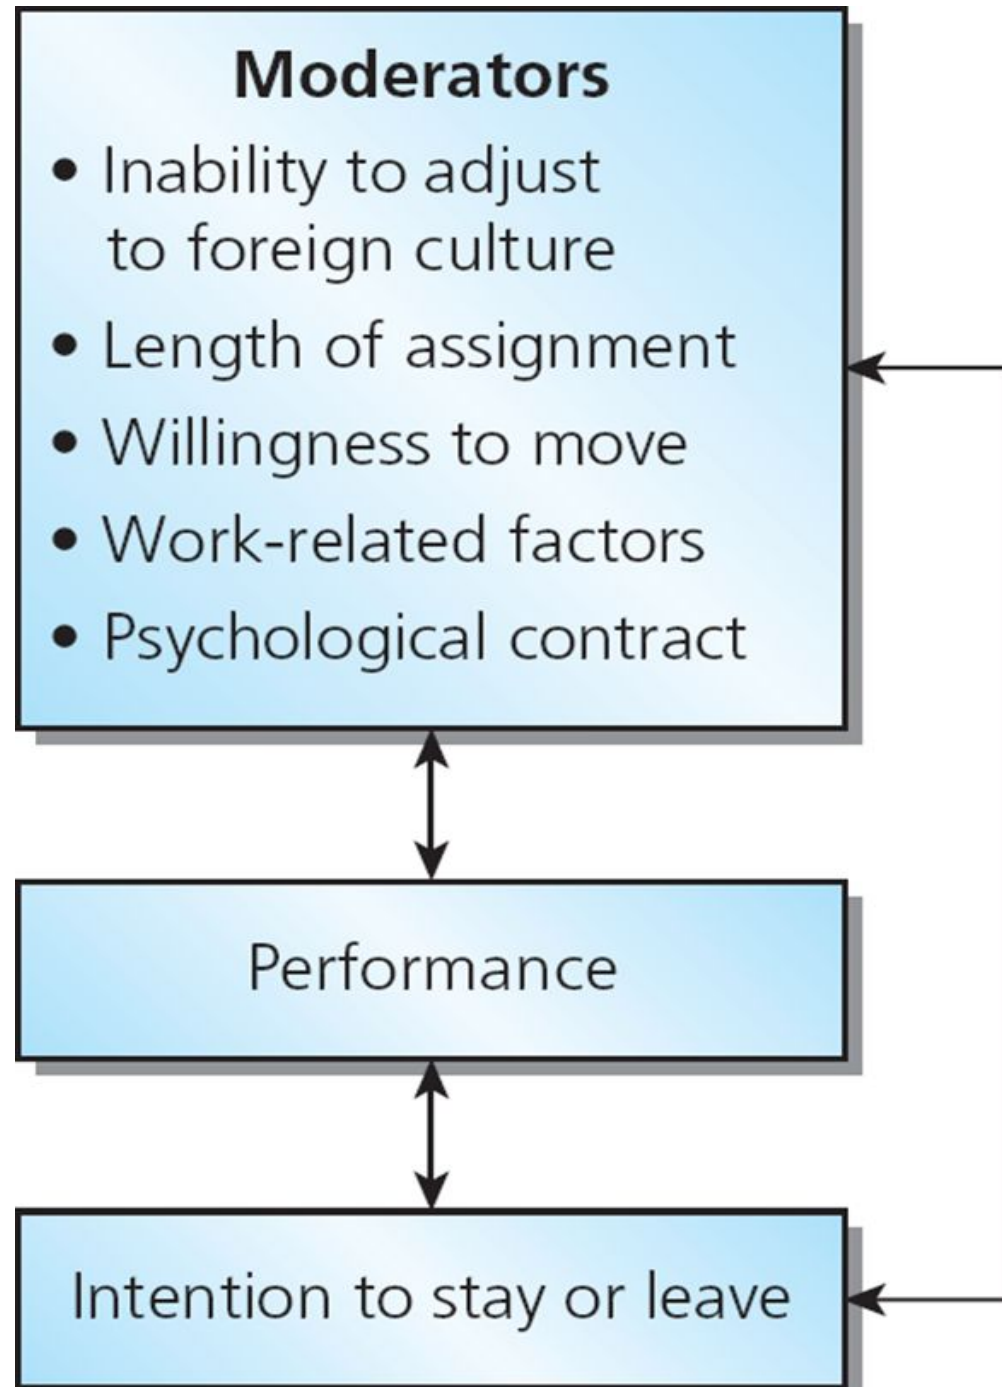 Moderators
• Inability to adjust
to foreign culture
• Length of assignment
• Willingness to move
• Work-related factors
• Psychological contract
Performance
Intention to stay or leave